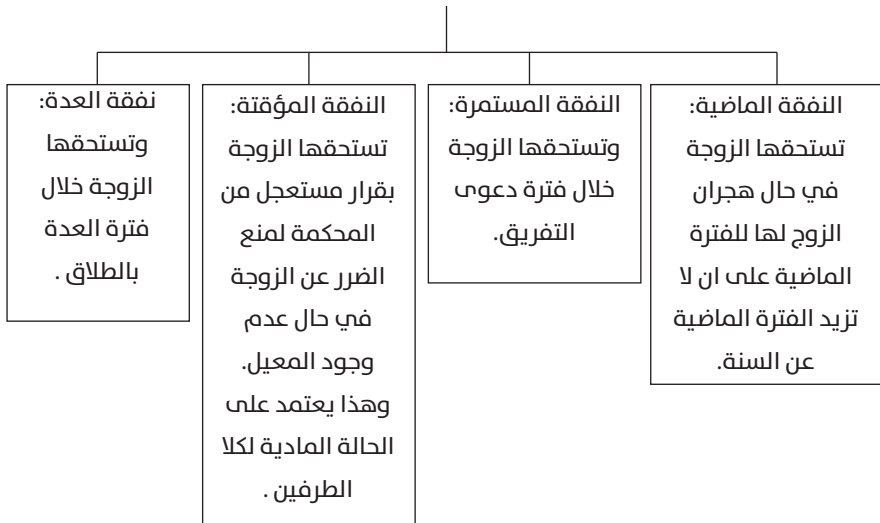 النفقة الماضية:
تستحقها الزوجة
في حال هجران
الزوج لها للفترة
الماضية على ان لا
تزيد الفترة الماضية
عن السنة.
النفقة المستمرة:
وتستحقها الزوجة
خلال فترة دعوى
التفريق.
النفقة المؤقتة:
تستحقها الزوجة
بقرار مستعجل من
المحكمة لمنع
الضرر عن الزوجة
في حال عدم
وجود المعيل.
وهذا يعتمد على
الحالة المادية لكلا
الطرفين .
نفقة العدة:
وتستحقها
الزوجة خلال
فترة العدة
بالطلاق .